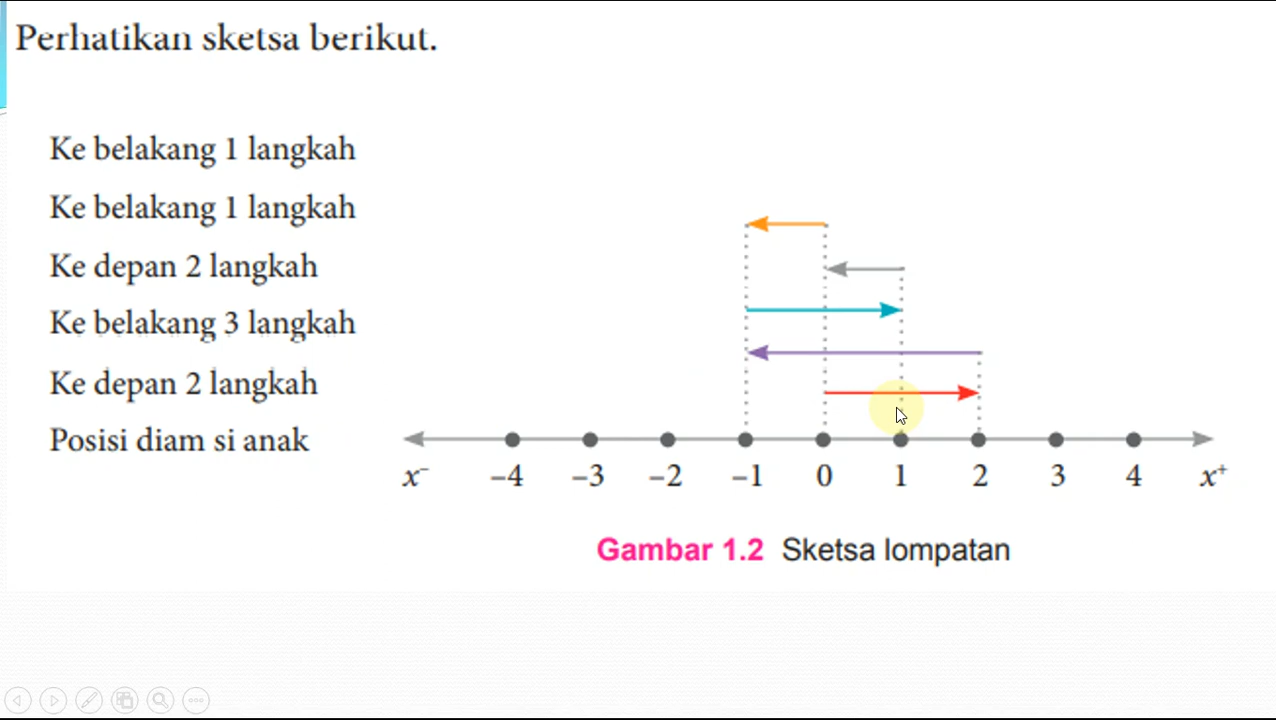 Perhatikan sketsa berikut.
Ke belakang 1 langkah
Ke belakang 1 langkah
Ke depan 2 langkah
Ke belakang 3 langkah
Ke depan 2 langkah
Posisi diam si anak
x⁻ –4 –3 –2 –1 0 1 2 3 4 x⁺
Gambar 1.2 Sketsa lompatan